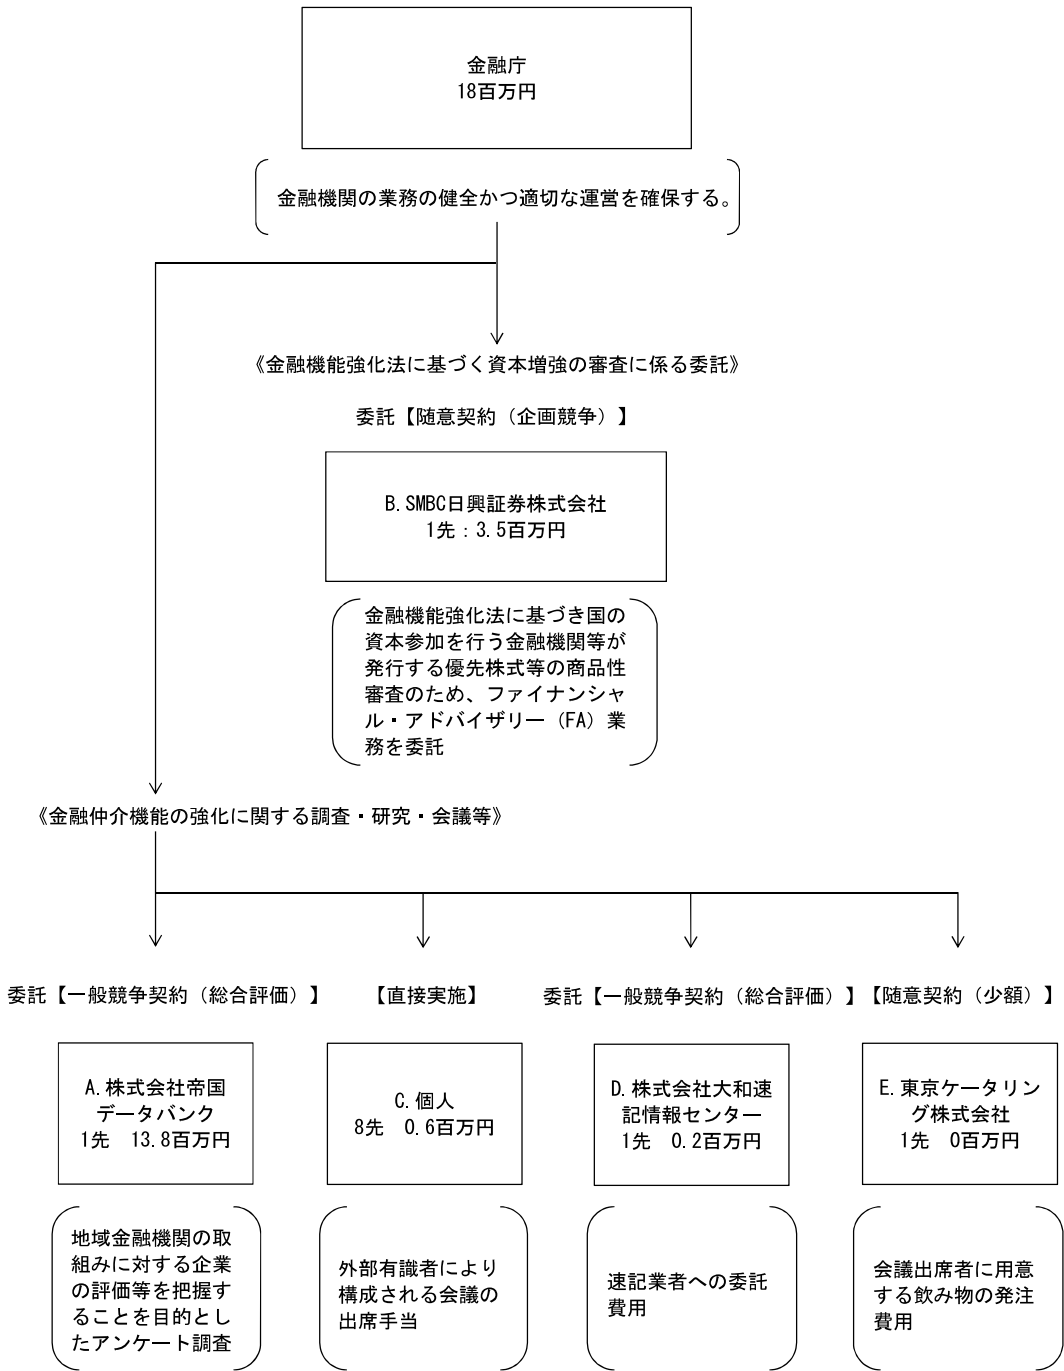 金融庁
18百万円
金融機関の業務の健全かつ適切な運営を確保する。
《金融機能強化法に基づく資本増強の審査に係る委託》
委託【随意契約（企画競争）】
B.SMBC日興証券株式会社
1先：3.5百万円
金融機能強化法に基づき国の
資本参加を行う金融機関等が
発行する優先株式等の商品性
審査のため、ファイナンシャ
ル・アドバイザリー（FA）業
務を委託
《金融仲介機能の強化に関する調査・研究・会議等》
委託【一般競争契約（総合評価）】
A.株式会社帝国
データバンク
1先　13.8百万円
地域金融機関の取
組みに対する企業
の評価等を把握す
ることを目的とし
たアンケート調査
【直接実施】
C.個人
8先　0.6百万円
外部有識者により
構成される会議の
出席手当
委託【一般競争契約（総合評価）】
D.株式会社大和速
記情報センター
1先　0.2百万円
速記業者への委託
費用
【随意契約（少額）】
E.東京ケータリン
グ株式会社
1先　0百万円
会議出席者に用意
する飲み物の発注
費用